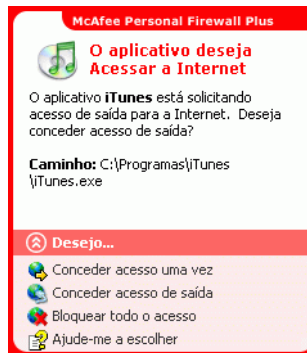 McAfee Personal Firewall Plus
O aplicativo deseja
Acessar a Internet
O aplicativo iTunes está solicitando
acesso de saída para a Internet. Deseja
conceder acesso de saída?
Caminho: C:\Programas\iTunes
\iTunes.exe
Desejo...
Conceder acesso uma vez
Conceder acesso de saída
Bloquear todo o acesso
Ajude-me a escolher